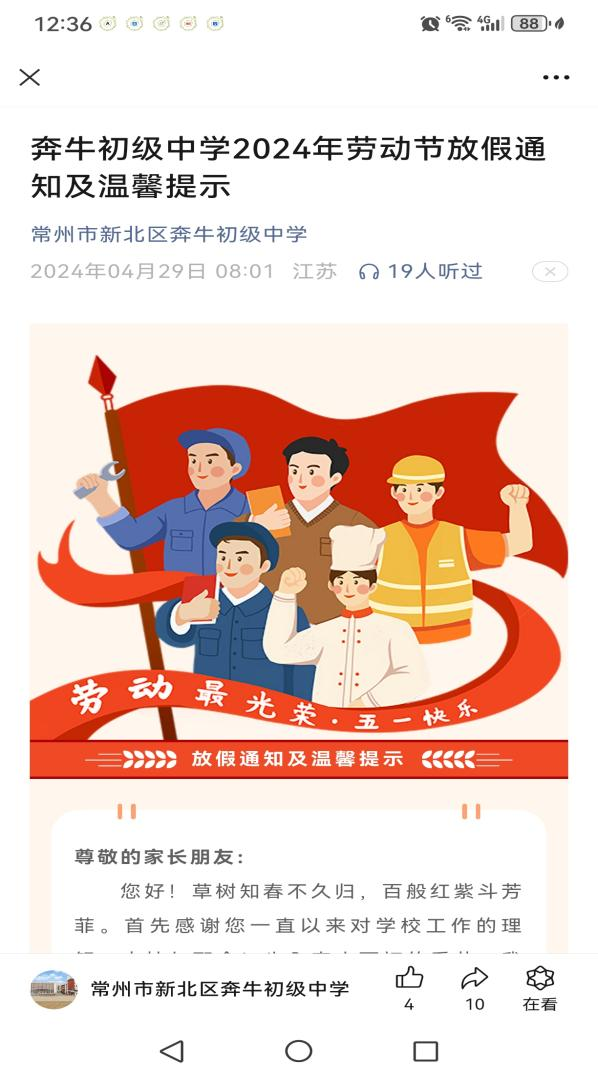 12:36
6
4G
88
奔牛初级中学2024年劳动节放假通
知及温馨提示
常州市新北区奔牛初级中学
2024年04月29日 08:01 江苏 19人听过
劳动最光荣·五一快乐
放假通知及温馨提示
尊敬的家长朋友:
您好！草树知春不久归，百般红紫斗芳
菲。首先感谢您一直以来对学校工作的理
常州市新北区奔牛初级中学
4 10 在看